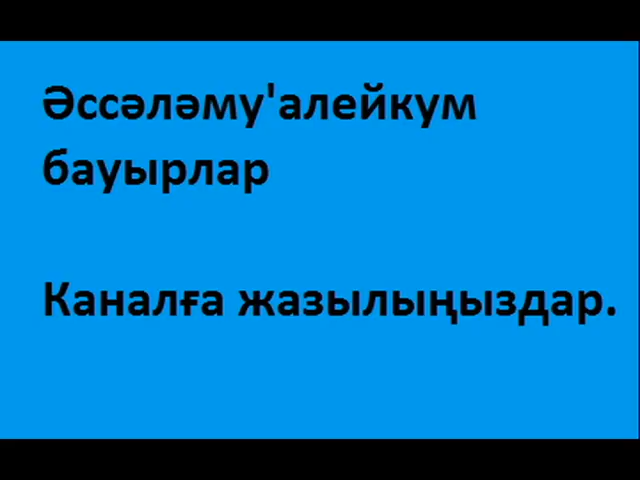 Әссәләму'алейкум
бауырлар
Каналға жазылыңыздар.